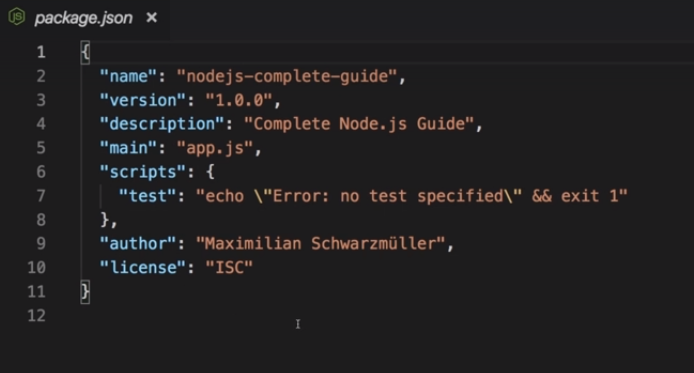 package.json
1 {
2 "name": "nodejs-complete-guide",
3 "version": "1.0.0",
4 "description": "Complete Node.js Guide",
5 "main": "app.js",
6 "scripts": {
7 "test": "echo \"Error: no test specified\" && exit 1"
8 },
9 "author": "Maximilian Schwarzmüller",
10 "license": "ISC"
11 }
12